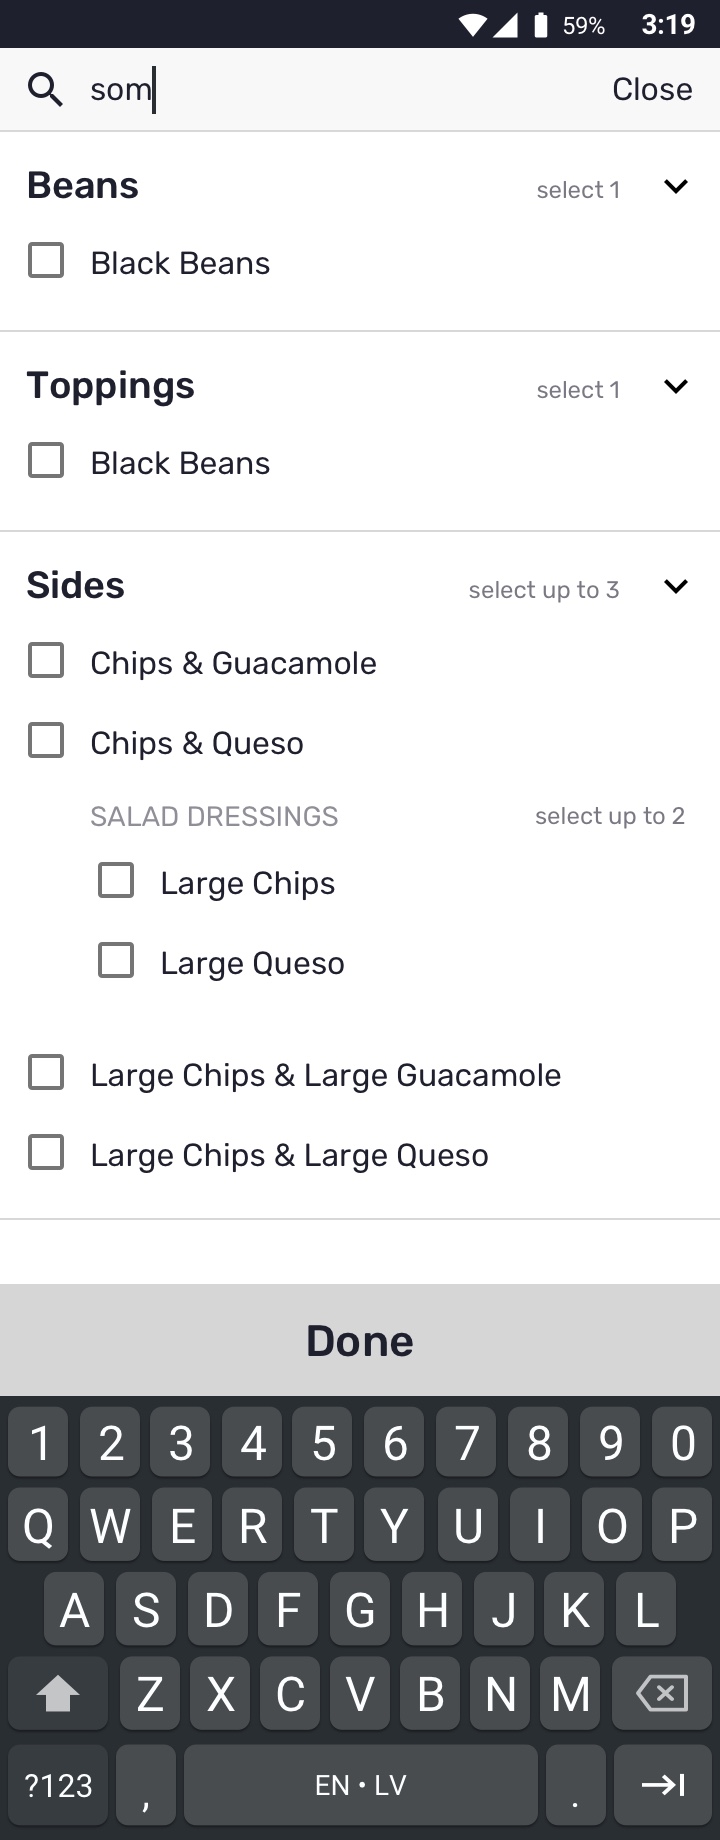 59% 3:19
som Close
Beans select 1
Black Beans
Toppings select 1
Black Beans
Sides select up to 3
Chips & Guacamole
Chips & Queso
SALAD DRESSINGS select up to 2
Large Chips
Large Queso
Large Chips & Large Guacamole
Large Chips & Large Queso
Done
1 2 3 4 5 6 7 8 9 0
Q W E R T Y U I O P
A S D F G H J K L
Z X C V B N M
?123 , EN • LV .